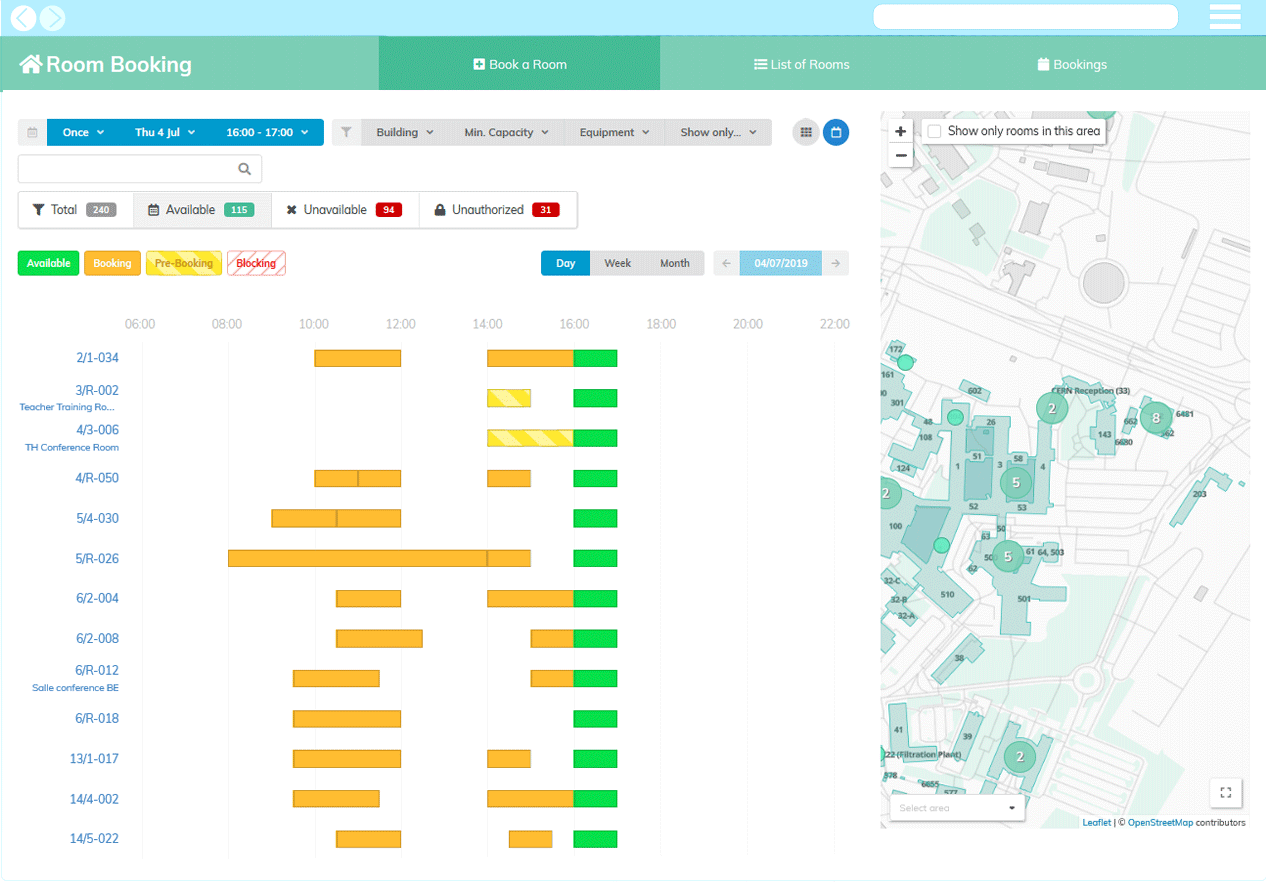 Room Booking
Book a Room
List of Rooms
Bookings
Once
Thu 4 Jul
16:00 - 17:00
Building
Min. Capacity
Equipment
Show only...
Total 240
Available 115
Unavailable 94
Unauthorized 31
Available
Booking
Pre-Booking
Blocking
Day
Week
Month
← 04/07/2019 →
06:00 08:00 10:00 12:00 14:00 16:00 18:00 20:00 22:00
2/1-034
3/R-002
Teacher Training Ro...
4/3-006
TH Conference Room
4/R-050
5/4-030
5/R-026
6/2-004
6/2-008
6/R-012
Salle conference BE
6/R-018
13/1-017
14/4-002
14/5-022
+
−
Show only rooms in this area
172
161
301
602
CERN Reception (33)
2
8
6481
48
108
26
662
143
6680
124
51
58
1
3
4
5
203
2
52
53
100
50
63
5
61
64, 503
62
32-C
32-B
32-A
510
501
38
41
39
2
(Filtration Plant)
578
6655
577
Select area
Leaflet | © OpenStreetMap contributors